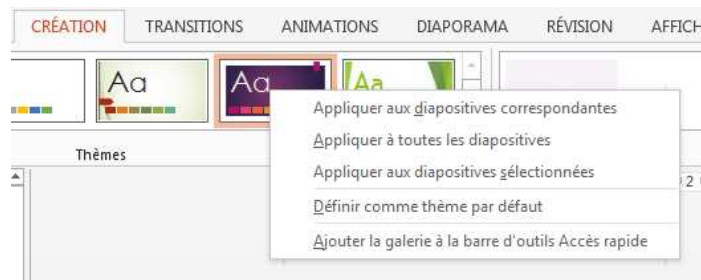 CRÉATION TRANSITIONS ANIMATIONS DIAPORAMA RÉVISION AFFICH
Aa Aa Aa
Appliquer aux diapositives correspondantes
Appliquer à toutes les diapositives
Thèmes
Appliquer aux diapositives sélectionnées
2
Définir comme thème par défaut
Ajouter la galerie à la barre d'outils Accès rapide